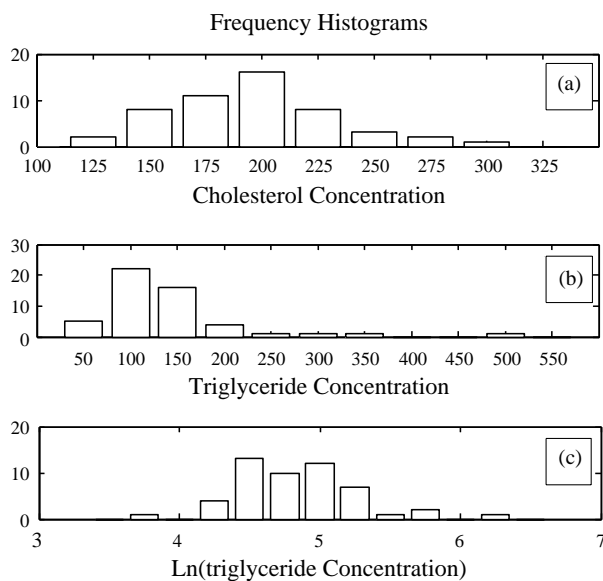 Frequency Histograms
20
(a)
10
0
100 125 150 175 200 225 250 275 300 325
Cholesterol Concentration
30
(b)
20
10
0
50 100 150 200 250 300 350 400 450 500 550
Triglyceride Concentration
20
(c)
10
0
3 4 5 6 7
Ln(triglyceride Concentration)